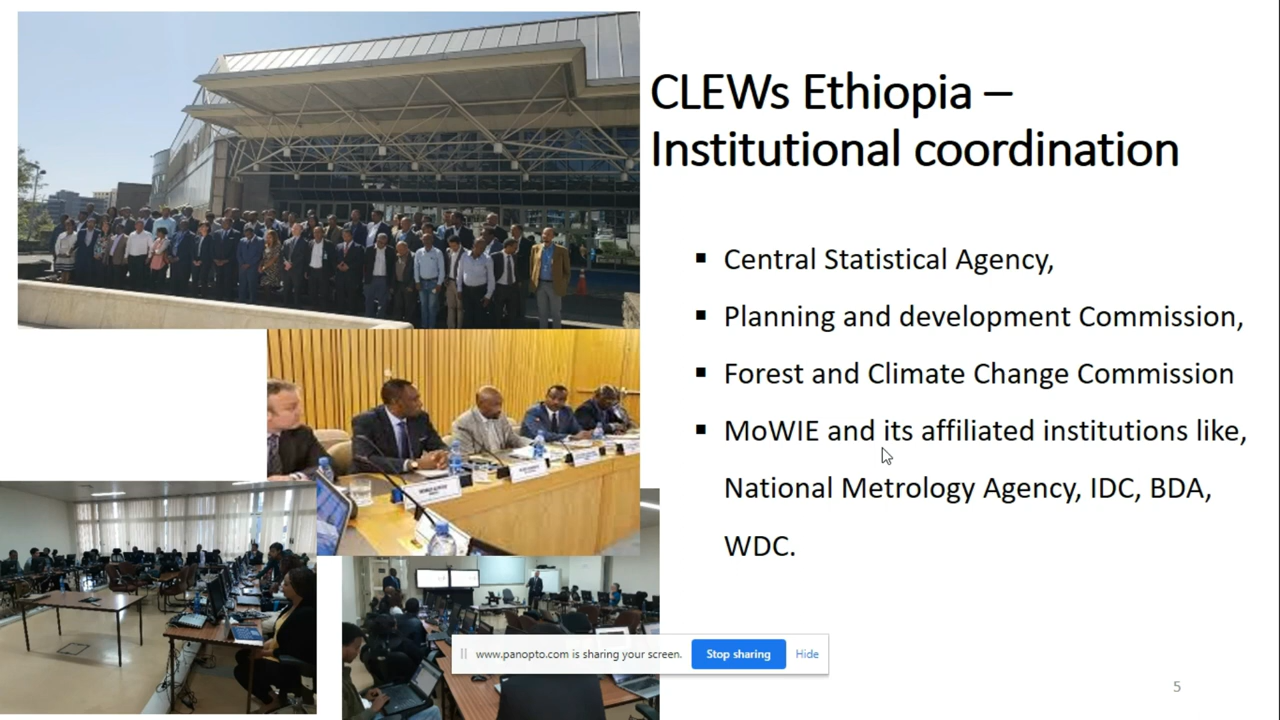 CLEWs Ethiopia –
Institutional coordination
▪ Central Statistical Agency,
▪ Planning and development Commission,
▪ Forest and Climate Change Commission
▪ MoWIE and its affiliated institutions like,
National Metrology Agency, IDC, BDA,
WDC.
www.panopto.com is sharing your screen.
Stop sharing
Hide
5